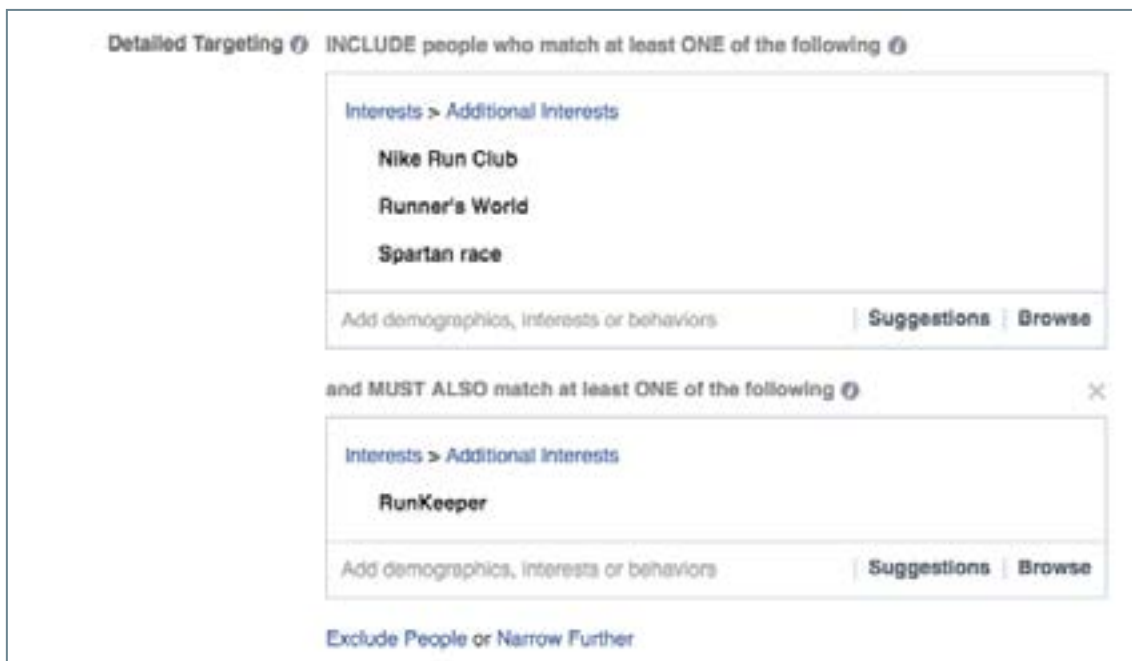 Detailed Targeting INCLUDE people who match at least ONE of the following
Interests > Additional Interests
Nike Run Club
Runner's World
Spartan race
Add demographics, interests or behaviors | Suggestions | Browse
and MUST ALSO match at least ONE of the following
Interests > Additional Interests
RunKeeper
Add demographics, interests or behaviors | Suggestions | Browse
Exclude People or Narrow Further